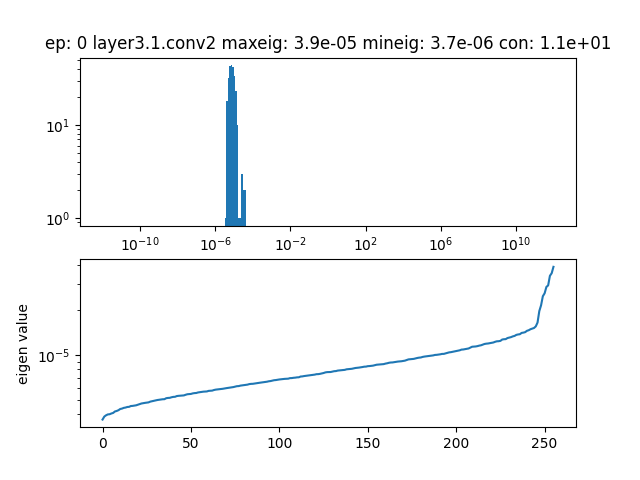 ep: 0 layer3.1.conv2 maxeig: 3.9e-05 mineig: 3.7e-06 con: 1.1e+01
10¹
10⁰
10⁻¹⁰ 10⁻⁶ 10⁻² 10² 10⁶ 10¹⁰
eigen value
10⁻⁵
0 50 100 150 200 250